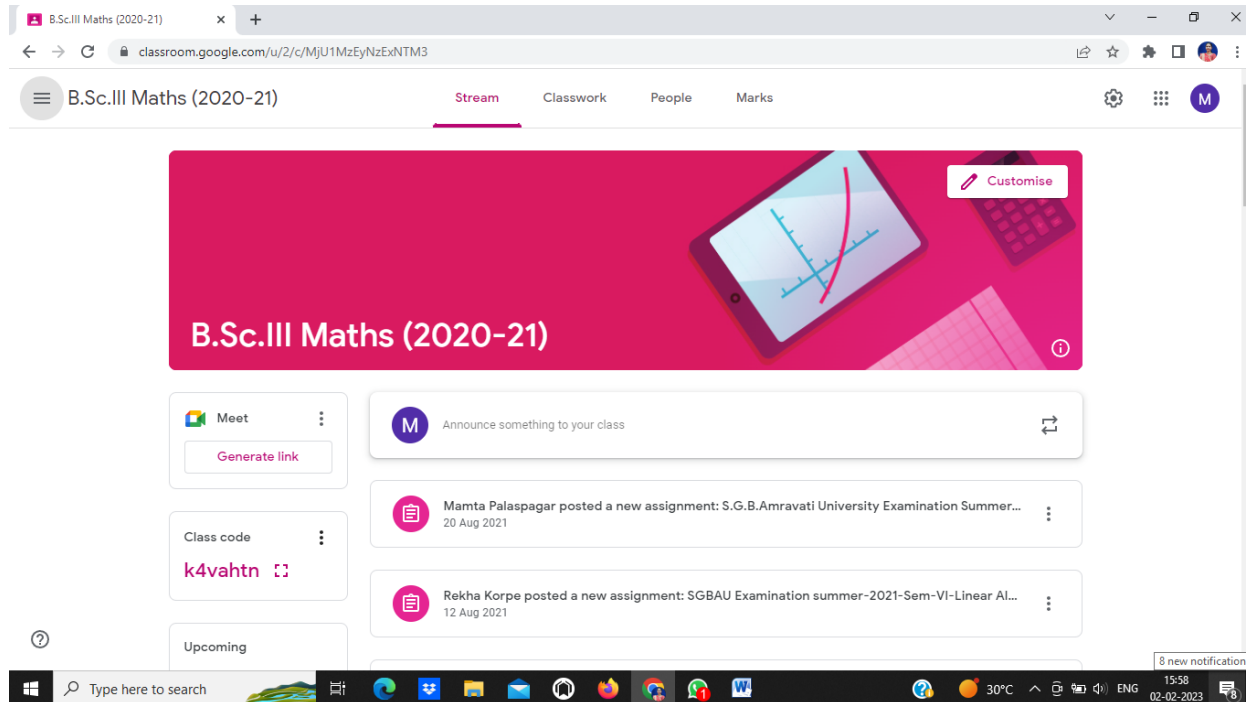 B.Sc.III Maths (2020-21)
classroom.google.com/u/2/c/MjU1MzEyNzExNTM3
B.Sc.III Maths (2020-21)
Stream Classwork People Marks
M
Customise
B.Sc.III Maths (2020-21)
Meet
Generate link
M Announce something to your class
Mamta Palaspagar posted a new assignment: S.G.B.Amravati University Examination Summer...
20 Aug 2021
Class code
k4vahtn
Rekha Korpe posted a new assignment: SGBAU Examination summer-2021-Sem-VI-Linear Al...
12 Aug 2021
Upcoming
8 new notification
Type here to search
30°C ENG
15:58
02-02-2023
8